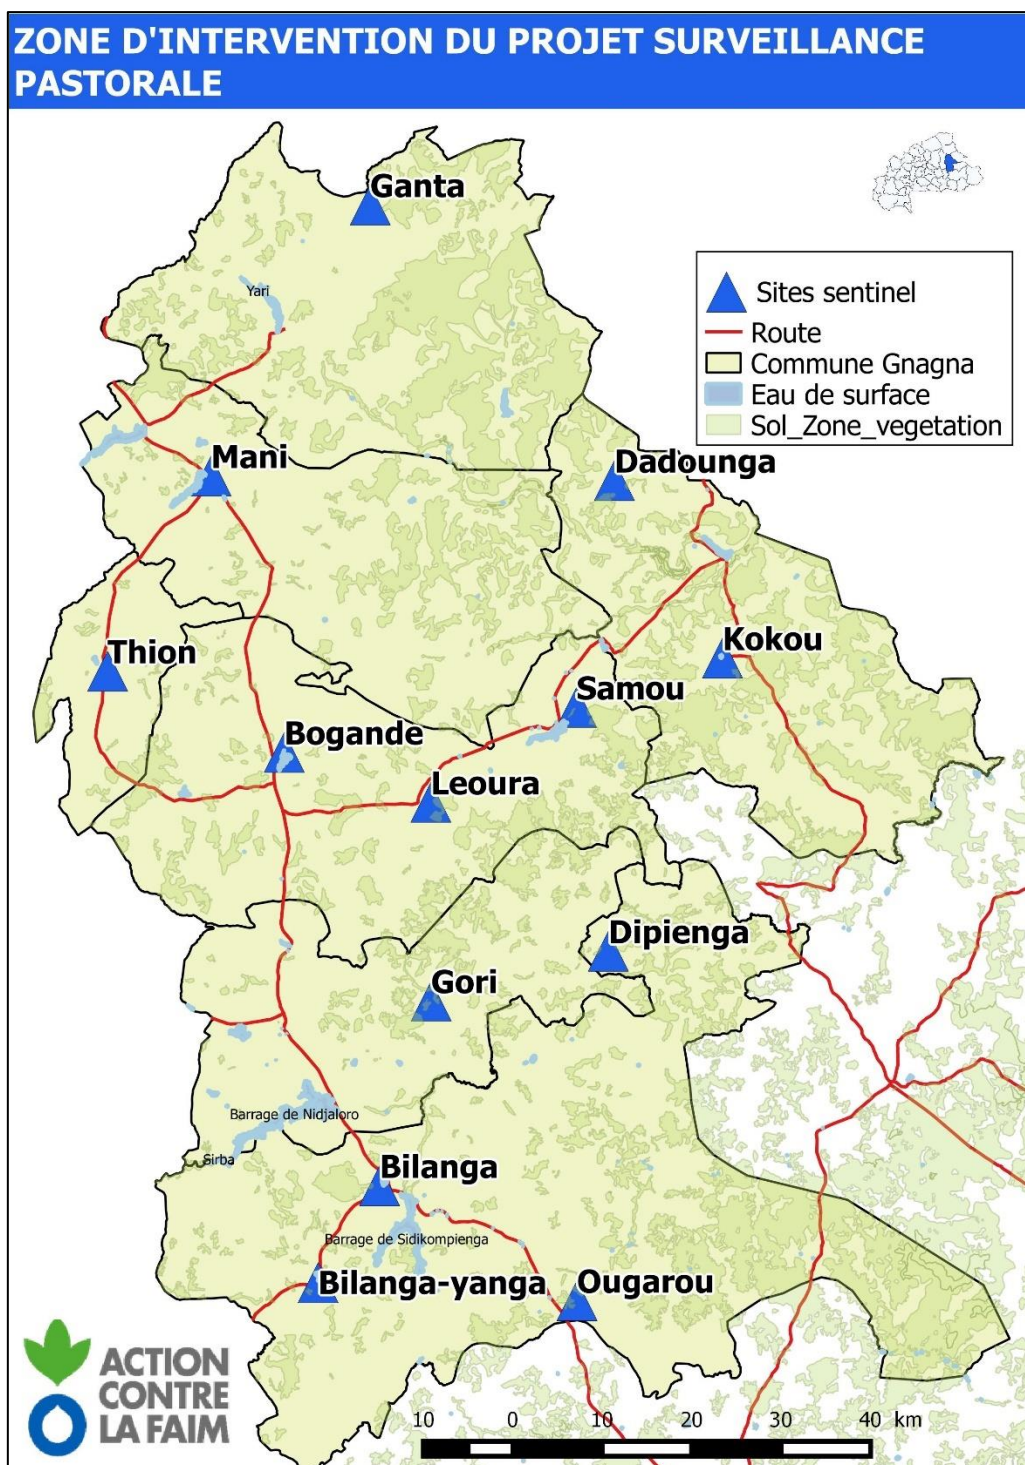 ZONE D'INTERVENTION DU PROJET SURVEILLANCE
PASTORALE
Ganta
Yari
Sites sentinel
Route
Commune Gnagna
Eau de surface
Sol_Zone_vegetation
Mani
Dadounga
Thion
Kokou
Samou
Bogande
Leoura
Dipienga
Gori
Barrage de Nidjaloro
Sirba
Bilanga
Barrage de Sidikompienga
Bilanga-yanga
Ougarou
ACTION
CONTRE
LA FAIM
10 0 10 20 30 40 km